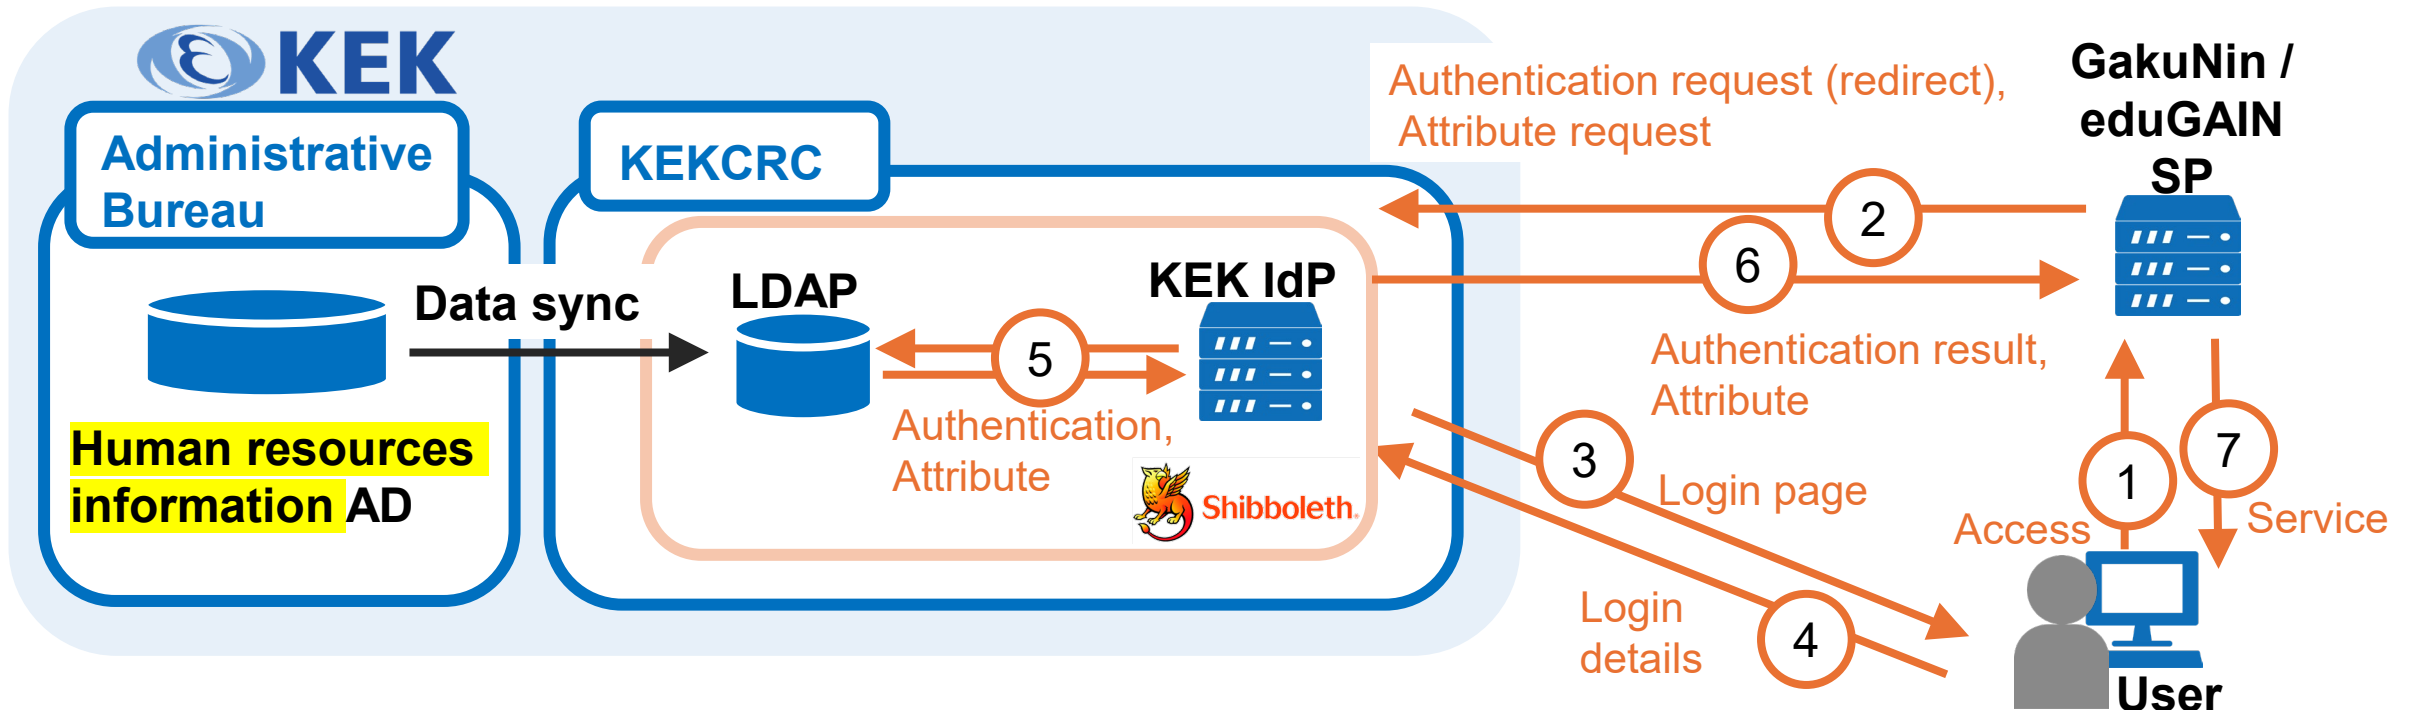 KEK
Administrative
Bureau
Human resources
information AD
Data sync
KEKCRC
LDAP
KEK IdP
5
Authentication,
Attribute
Shibboleth.
Authentication request (redirect),
Attribute request
2
6
Authentication result,
Attribute
3
Login page
4
Login
details
GakuNin /
eduGAIN
SP
1
Access
7
Service
User